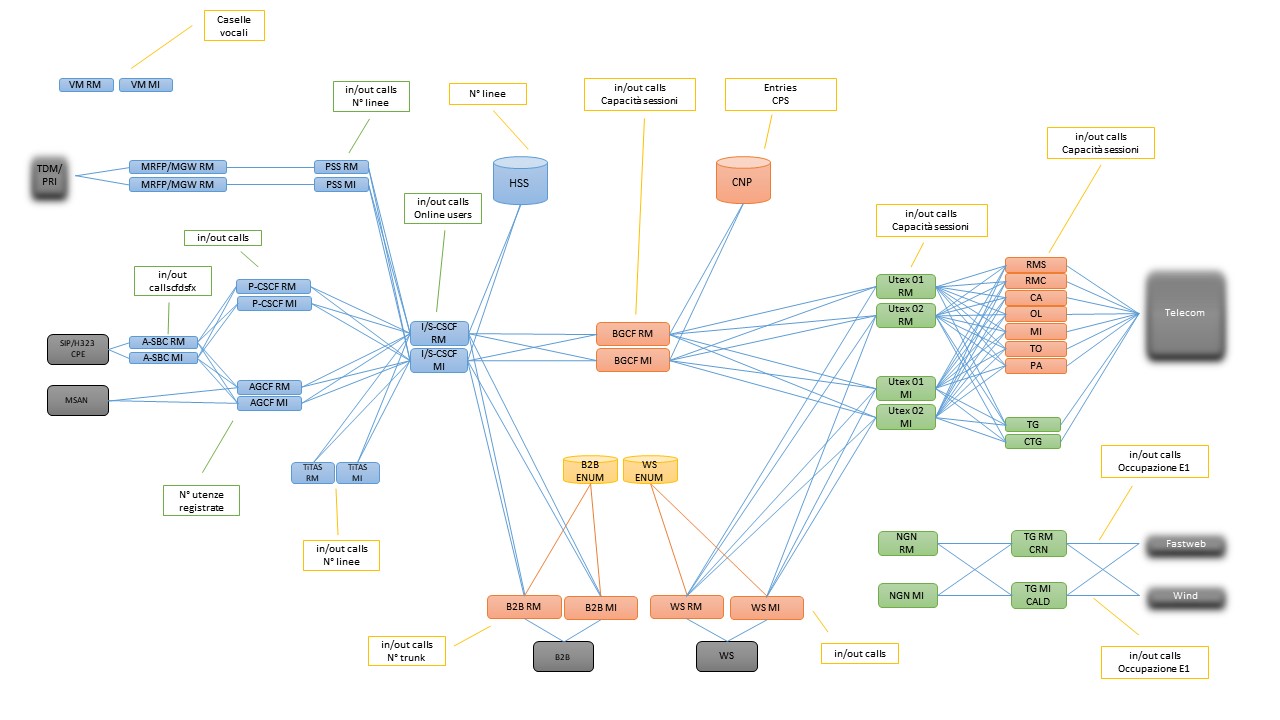 Caselle
vocali
VM RM
VM MI
in/out calls
N° linee
N° linee
in/out calls
Capacità sessioni
Entries
CPS
in/out calls
Capacità sessioni
TDM/
PRI
MRFP/MGW RM
MRFP/MGW RM
PSS RM
PSS MI
HSS
CNP
in/out calls
Online users
in/out calls
Capacità sessioni
in/out calls
in/out
callscfdsfx
P-CSCF RM
P-CSCF MI
Utex 01
RM
Utex 02
RM
RMS
RMC
CA
OL
MI
TO
PA
Telecom
SIP/H323
CPE
A-SBC RM
A-SBC MI
I/S-CSCF
RM
I/S-CSCF
MI
BGCF RM
BGCF MI
MSAN
AGCF RM
AGCF MI
Utex 01
MI
Utex 02
MI
TG
CTG
TiTAS
RM
TiTAS
MI
B2B
ENUM
WS
ENUM
in/out calls
Occupazione E1
N° utenze
registrate
in/out calls
N° linee
NGN
RM
TG RM
CRN
Fastweb
NGN MI
TG MI
CALD
Wind
B2B RM
B2B MI
WS RM
WS MI
in/out calls
N° trunk
B2B
WS
in/out calls
in/out calls
Occupazione E1